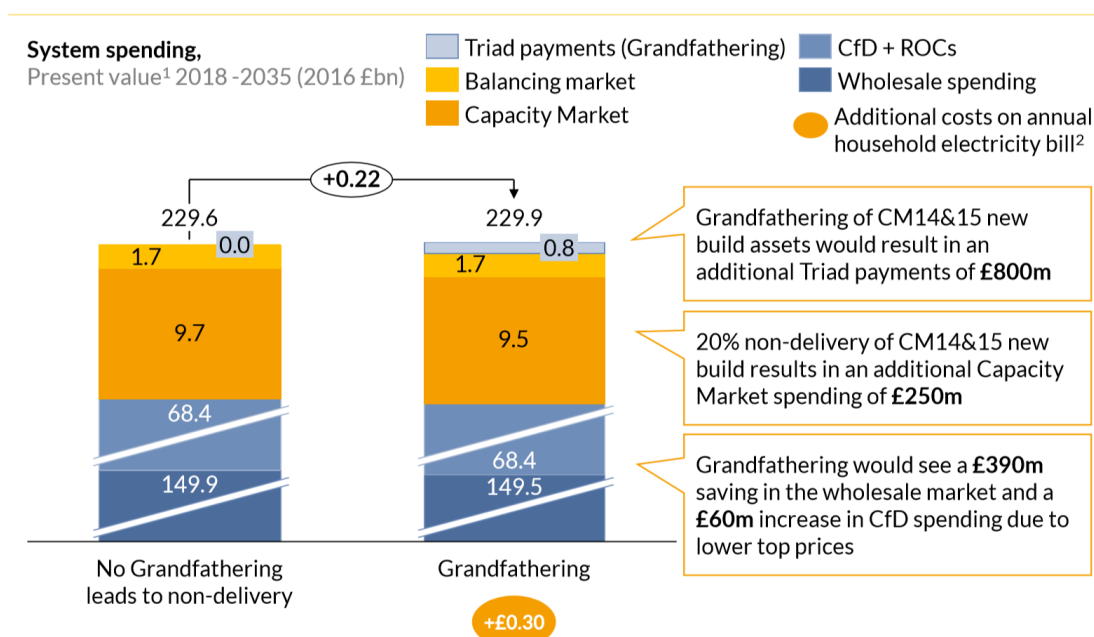 System spending,
Present value¹ 2018 -2035 (2016 £bn)
Triad payments (Grandfathering)
Balancing market
Capacity Market
CfD + ROCs
Wholesale spending
Additional costs on annual
household electricity bill²
+0.22
229.6
0.0
1.7
9.7
68.4
149.9
229.9
0.8
1.7
9.5
68.4
149.5
Grandfathering of CM14&15 new
build assets would result in an
additional Triad payments of £800m
20% non-delivery of CM14&15 new
build results in an additional Capacity
Market spending of £250m
Grandfathering would see a £390m
saving in the wholesale market and a
£60m increase in CfD spending due to
lower top prices
No Grandfathering
leads to non-delivery
Grandfathering
+£0.30